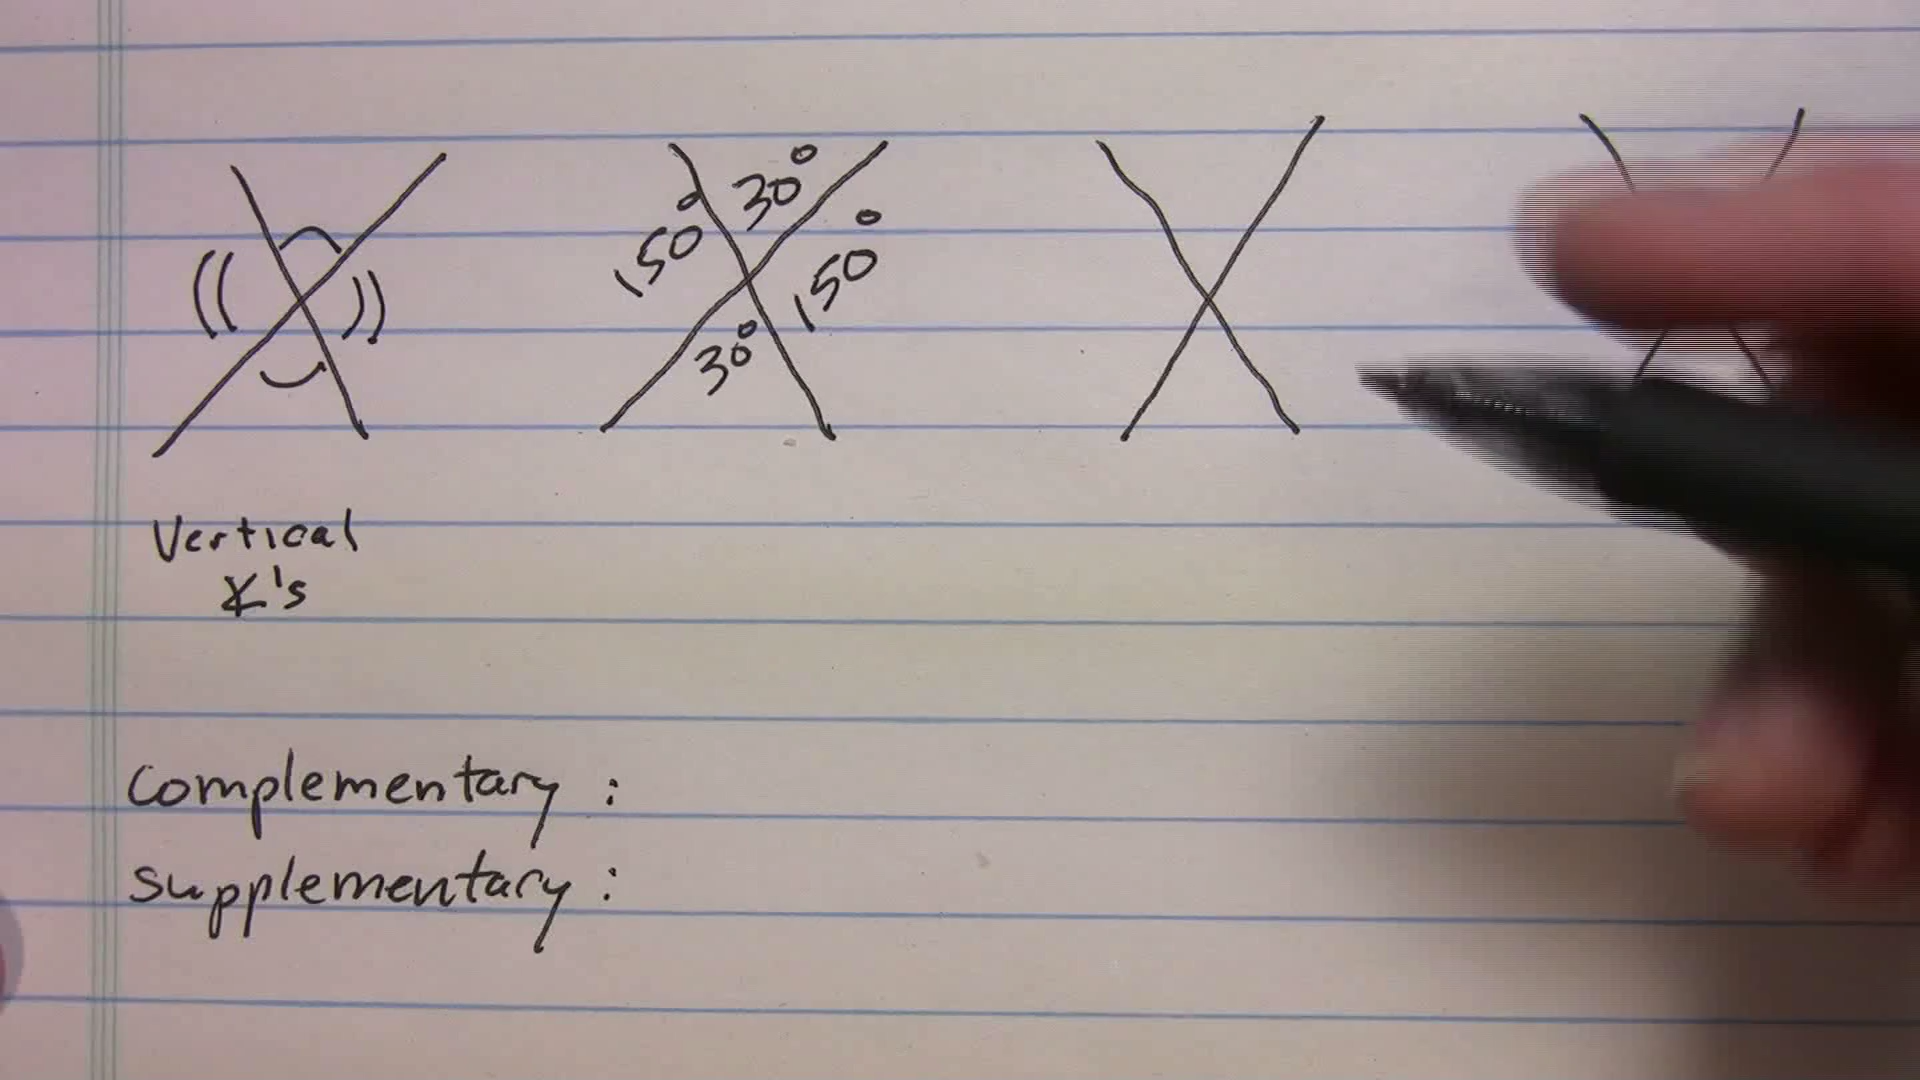 30°
150°
150°
30°
Vertical
∡'s
complementary :
supplementary :